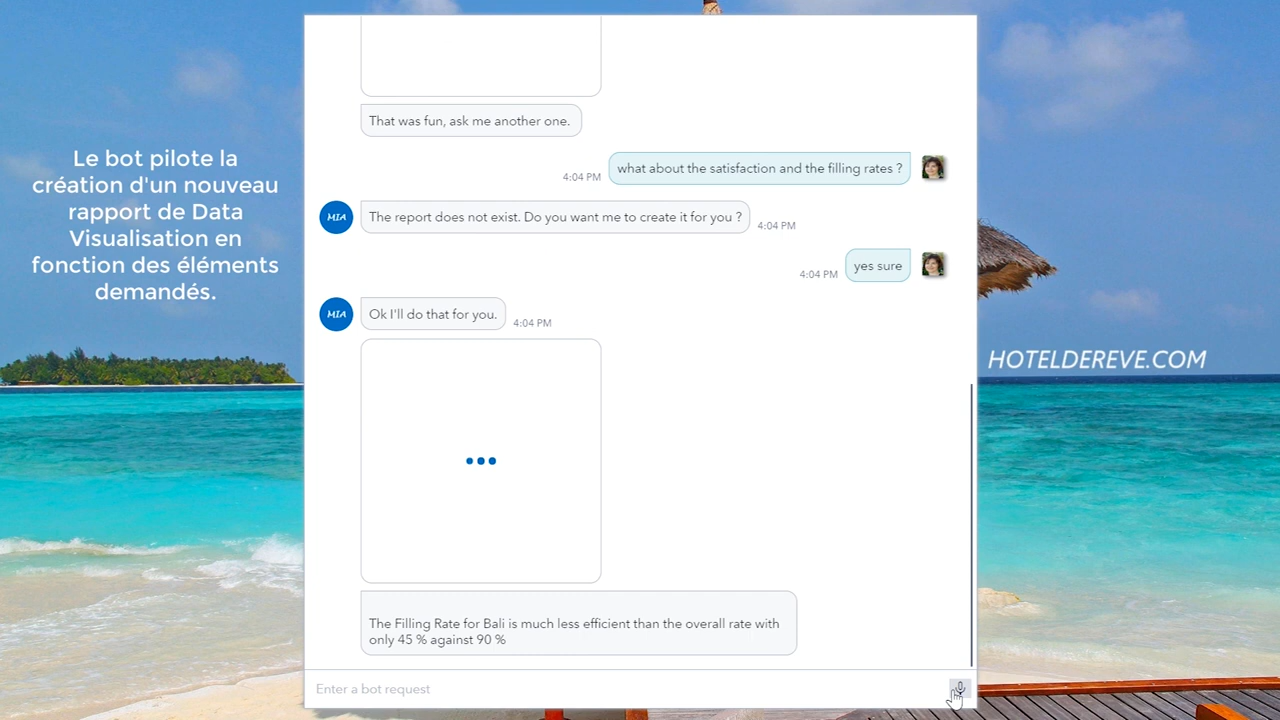 Le bot pilote la
création d'un nouveau
rapport de Data
Visualisation en
fonction des éléments
demandés.
That was fun, ask me another one.
4:04 PM
what about the satisfaction and the filling rates ?
MIA
The report does not exist. Do you want me to create it for you ?
4:04 PM
4:04 PM
yes sure
MIA
Ok I'll do that for you.
4:04 PM
HOTELDEREVE.COM
The Filling Rate for Bali is much less efficient than the overall rate with
only 45 % against 90 %
Enter a bot request